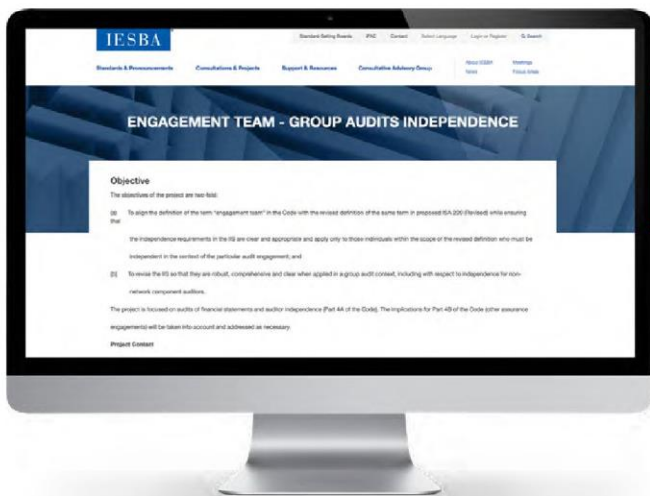 IESBA
Standard-Setting Boards IFAC Contact Select Language Login or Register Search
Standards & Pronouncements Consultations & Projects Support & Resources Consultative Advisory Group About IESBA Meetings
News Focus Areas
ENGAGEMENT TEAM - GROUP AUDITS INDEPENDENCE
Objective
The objectives of the project are two-fold:
(a) To align the definition of the term "engagement team" in the Code with the revised definition of the same term in proposed ISA 220 (Revised) while ensuring
that
the independence requirements in the IIS are clear and appropriate and apply only to those individuals within the scope of the revised definition who must be
independent in the context of the particular audit engagement; and
(b) To revise the IIS so that they are robust, comprehensive and clear when applied in a group audit context, including with respect to independence for non-
network component auditors.
The project is focused on audits of financial statements and auditor independence (Part 4A of the Code). The implications for Part 4B of the Code (other assurance
engagements) will be taken into account and addressed as necessary.
Project Contact